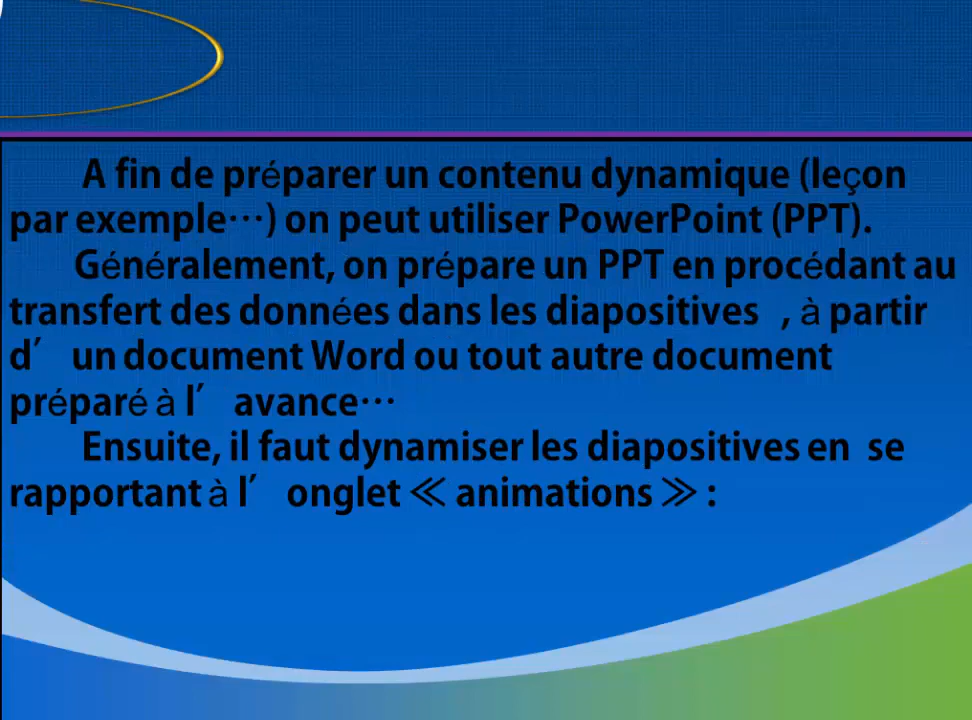 A fin de préparer un contenu dynamique (leçon
par exemple…) on peut utiliser PowerPoint (PPT).
Généralement, on prépare un PPT en procédant au
transfert des données dans les diapositives , à partir
d’ un document Word ou tout autre document
préparé à l’ avance…
Ensuite, il faut dynamiser les diapositives en se
rapportant à l’ onglet ≪ animations ≫ :